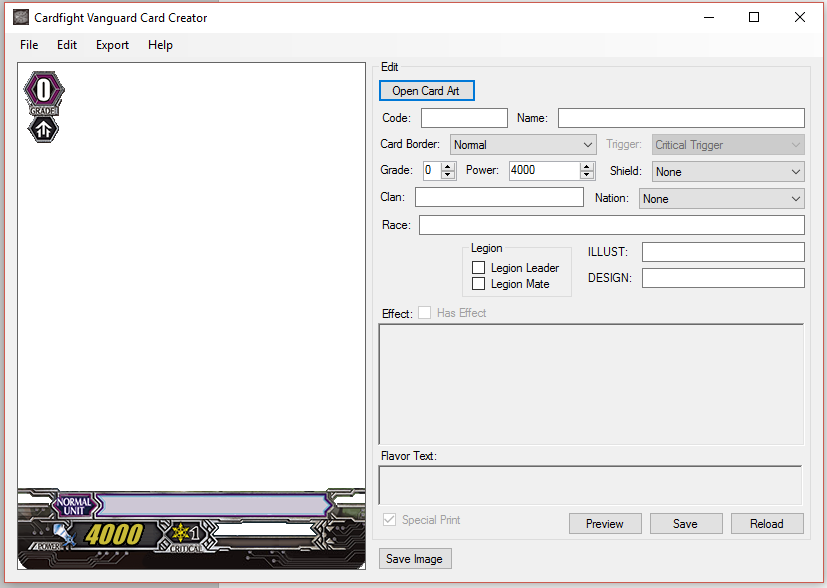 Cardfight Vanguard Card Creator
File Edit Export Help
0
GRADE
NORMAL
UNIT
POWER 4000 1
CRITICAL
Edit
Open Card Art
Code: Name:
Card Border: Normal Trigger: Critical Trigger
Grade: 0 Power: 4000 Shield: None
Clan: Nation: None
Race:
Legion
Legion Leader
Legion Mate
ILLUST:
DESIGN:
Effect: Has Effect
Flavor Text:
Special Print
Preview Save Reload
Save Image